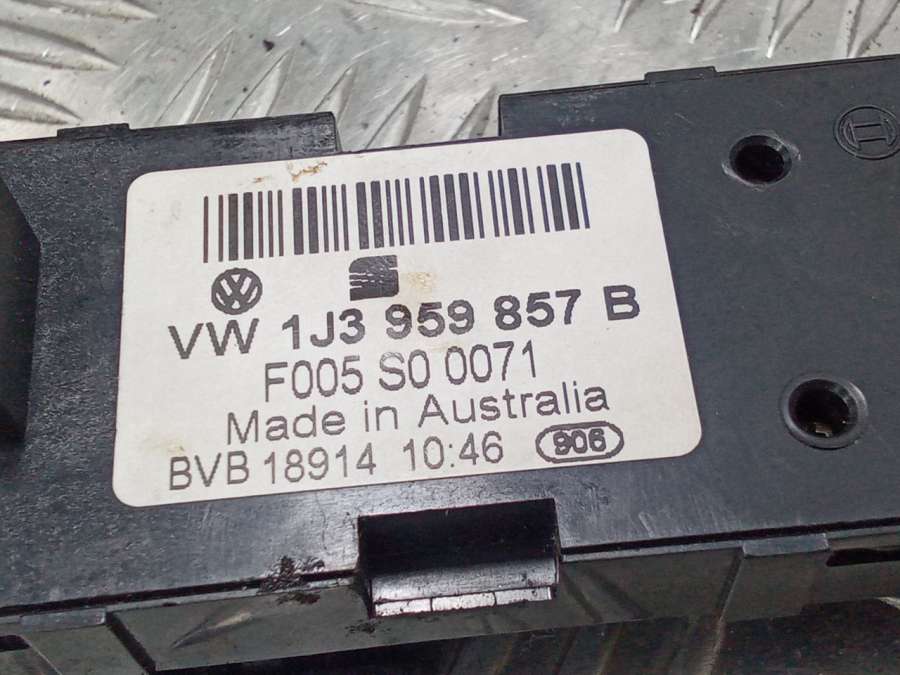 VW 1J3 959 857 B
F005 S0 0071
Made in Australia
BVB 18914 10:46 906